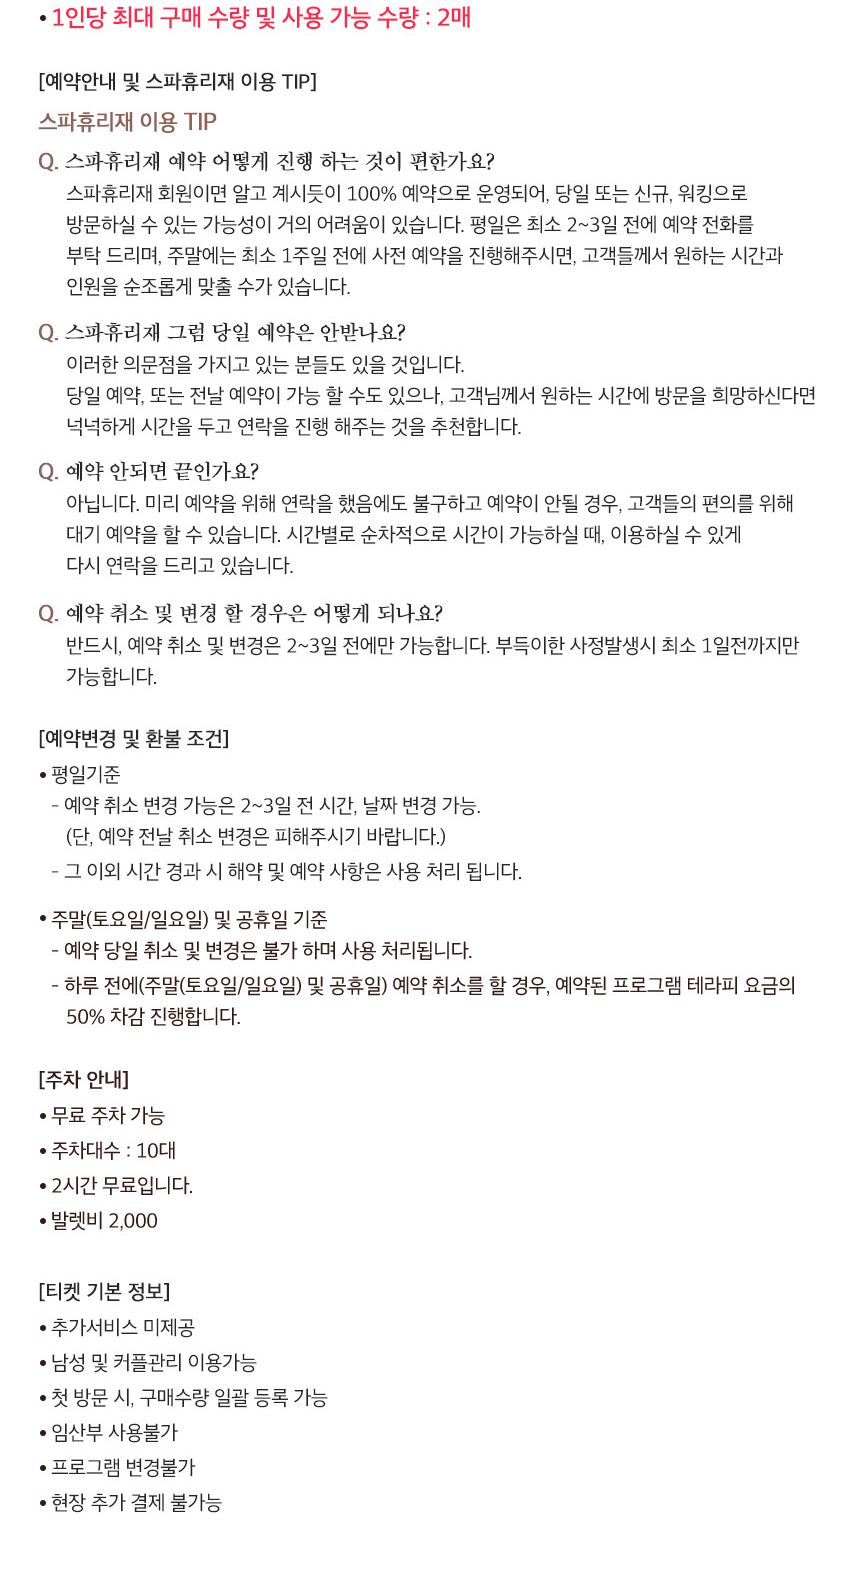 • 1인당 최대 구매 수량 및 사용 가능 수량 : 2매
[예약안내 및 스파휴리재 이용 TIP]
스파휴리재 이용 TIP
Q. 스파휴리재 예약 어떻게 진행 하는 것이 편한가요?
스파휴리재 회원이면 알고 계시듯이 100% 예약으로 운영되어, 당일 또는 신규, 워킹으로
방문하실 수 있는 가능성이 거의 어려움이 있습니다. 평일은 최소 2~3일 전에 예약 전화를
부탁 드리며, 주말에는 최소 1주일 전에 사전 예약을 진행해주시면, 고객들께서 원하는 시간과
인원을 순조롭게 맞출 수가 있습니다.
Q. 스파휴리재 그럼 당일 예약은 안받나요?
이러한 의문점을 가지고 있는 분들도 있을 것입니다.
당일 예약, 또는 전날 예약이 가능 할 수도 있으나, 고객님께서 원하는 시간에 방문을 희망하신다면
넉넉하게 시간을 두고 연락을 진행 해주는 것을 추천합니다.
Q. 예약 안되면 끝인가요?
아닙니다. 미리 예약을 위해 연락을 했음에도 불구하고 예약이 안될 경우, 고객들의 편의를 위해
대기 예약을 할 수 있습니다. 시간별로 순차적으로 시간이 가능하실 때, 이용하실 수 있게
다시 연락을 드리고 있습니다.
Q. 예약 취소 및 변경 할 경우은 어떻게 되나요?
반드시, 예약 취소 및 변경은 2~3일 전에만 가능합니다. 부득이한 사정발생시 최소 1일전까지만
가능합니다.
[예약변경 및 환불 조건]
• 평일기준
- 예약 취소 변경 가능은 2~3일 전 시간, 날짜 변경 가능.
(단, 예약 전날 취소 변경은 피해주시기 바랍니다.)
- 그 이외 시간 경과 시 해약 및 예약 사항은 사용 처리 됩니다.
• 주말(토요일/일요일) 및 공휴일 기준
- 예약 당일 취소 및 변경은 불가 하며 사용 처리됩니다.
- 하루 전에(주말(토요일/일요일) 및 공휴일) 예약 취소를 할 경우, 예약된 프로그램 테라피 요금의
50% 차감 진행합니다.
[주차 안내]
• 무료 주차 가능
• 주차대수 : 10대
• 2시간 무료입니다.
• 발렛비 2,000
[티켓 기본 정보]
• 추가서비스 미제공
• 남성 및 커플관리 이용가능
• 첫 방문 시, 구매수량 일괄 등록 가능
• 임산부 사용불가
• 프로그램 변경불가
• 현장 추가 결제 불가능